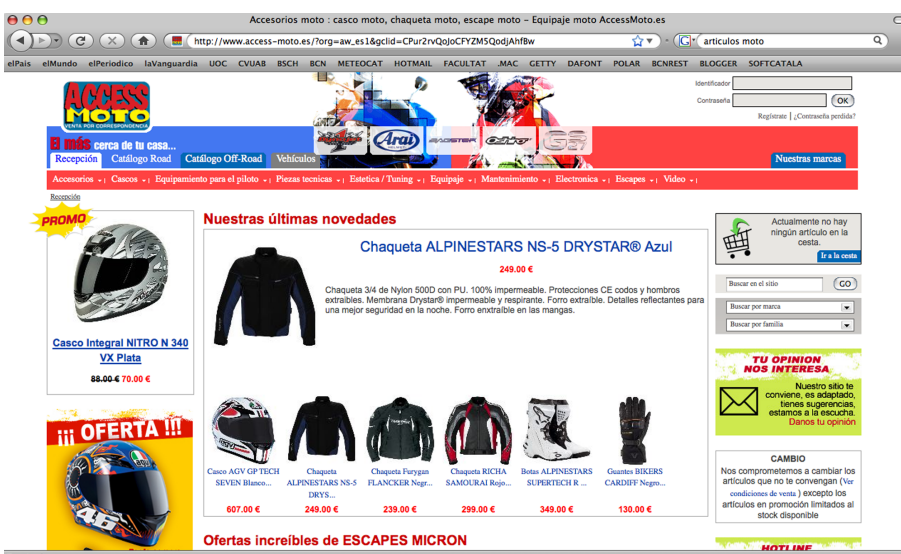 Accesorios moto : casco moto, chaqueta moto, escape moto – Equipaje moto AccessMoto.es
http://www.access-moto.es/?org=aw_es1&gclid=CPur2rvQoJoCFYZM5QodjAhfBw
articulos moto
elPaís elMundo elPeriodico laVanguardia UOC CVUAB BSCH BCN METEOCAT HOTMAIL FACULTAT .MAC GETTY DAFONT POLAR BCNREST BLOGGER SOFTCATALA
ACCESS
MOTO
VENTA POR CORRESPONDENCIA
Identificador
Contraseña
OK
Regístrate | ¿Contraseña perdida?
El más cerca de tu casa...
Arai
Recepción Catálogo Road Catálogo Off-Road Vehículos Nuestras marcas
Accesorios Cascos Equipamiento para el piloto Piezas tecnicas Estetica / Tuning Equipaje Mantenimiento Electronica Escapes Video
Recepción
PROMO
Casco Integral NITRO N 340
VX Plata
88.00 € 70.00 €
¡¡¡ OFERTA !!!
AGV
46
Nuestras últimas novedades
Chaqueta ALPINESTARS NS-5 DRYSTAR® Azul
249.00 €
Chaqueta 3/4 de Nylon 500D con PU. 100% impermeable. Protecciones CE codos y hombros
extraibles. Membrana Drystar® impermeable y respirante. Forro extraíble. Detalles reflectantes para
una mejor seguridad en la noche. Forro enxtraible en las mangas.
Casco AGV GP TECH
SEVEN Blanco...
607.00 €
Chaqueta
ALPINESTARS NS-5
DRYS...
249.00 €
Chaqueta Furygan
FLANCKER Negr...
239.00 €
Chaqueta RICHA
SAMOURAI Rojo...
299.00 €
Botas ALPINESTARS
SUPERTECH R ...
349.00 €
Guantes BIKERS
CARDIFF Negro...
130.00 €
Ofertas increíbles de ESCAPES MICRON
Actualmente no hay
ningún artículo en la
cesta.
Ir a la cesta
Buscar en el sitio
GO
Buscar por marca
Buscar por familia
TU OPINION
NOS INTERESA
Nuestro sitio te
conviene, es adaptado,
tienes sugerencias,
estamos a la escucha.
Danos tu opinión
CAMBIO
Nos comprometemos a cambiar los
artículos que no te convengan (Ver
condiciones de venta ) excepto los
artículos en promoción limitados al
stock disponible
HOTLINE